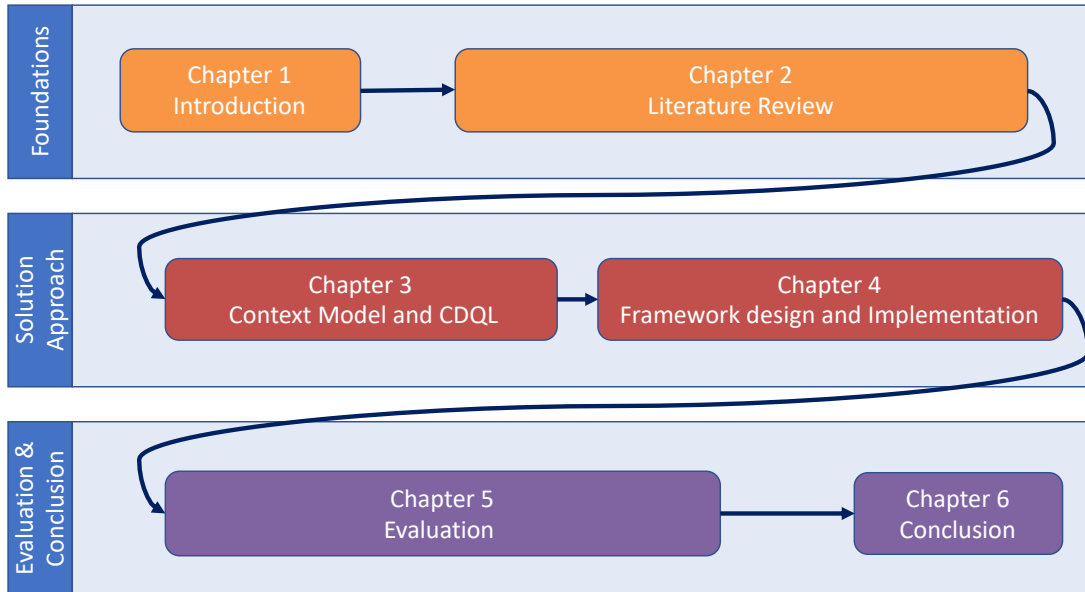 Foundations
Chapter 1
Introduction
Chapter 2
Literature Review
Solution
Approach
Chapter 3
Context Model and CDQL
Chapter 4
Framework design and Implementation
Evaluation &
Conclusion
Chapter 5
Evaluation
Chapter 6
Conclusion